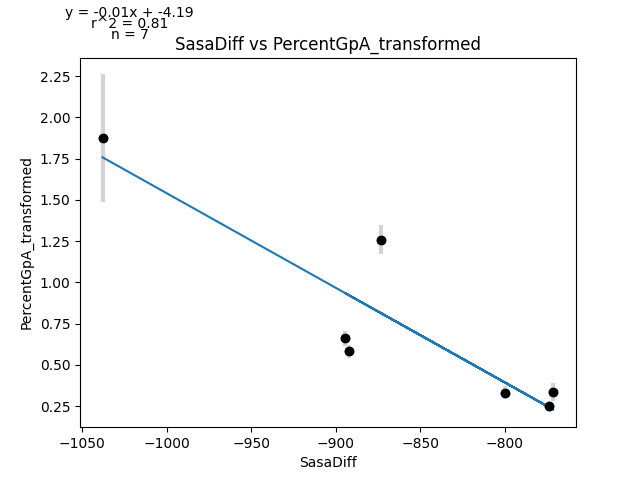 y = -0.01x + -4.19
r^2 = 0.81
n = 7
SasaDiff vs PercentGpA_transformed
PercentGpA_transformed
2.25
2.00
1.75
1.50
1.25
1.00
0.75
0.50
0.25
−1050 −1000 −950 −900 −850 −800
SasaDiff